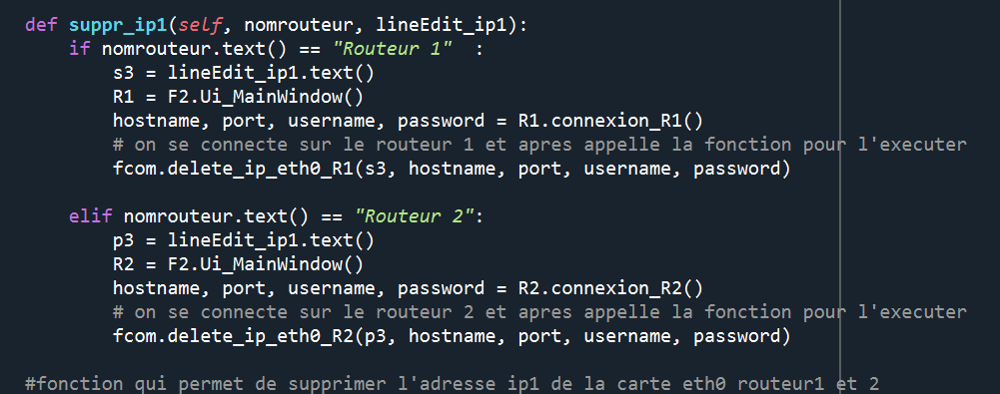 def suppr_ip1(self, nomrouteur, lineEdit_ip1):
    if nomrouteur.text() == "Routeur 1"  :
        s3 = lineEdit_ip1.text()
        R1 = F2.Ui_MainWindow()
        hostname, port, username, password = R1.connexion_R1()
        # on se connecte sur le routeur 1 et apres appelle la fonction pour l'executer
        fcom.delete_ip_eth0_R1(s3, hostname, port, username, password)

    elif nomrouteur.text() == "Routeur 2":
        p3 = lineEdit_ip1.text()
        R2 = F2.Ui_MainWindow()
        hostname, port, username, password = R2.connexion_R2()
        # on se connecte sur le routeur 2 et apres appelle la fonction pour l'executer
        fcom.delete_ip_eth0_R2(p3, hostname, port, username, password)

#fonction qui permet de supprimer l'adresse ip1 de la carte eth0 routeur1 et 2